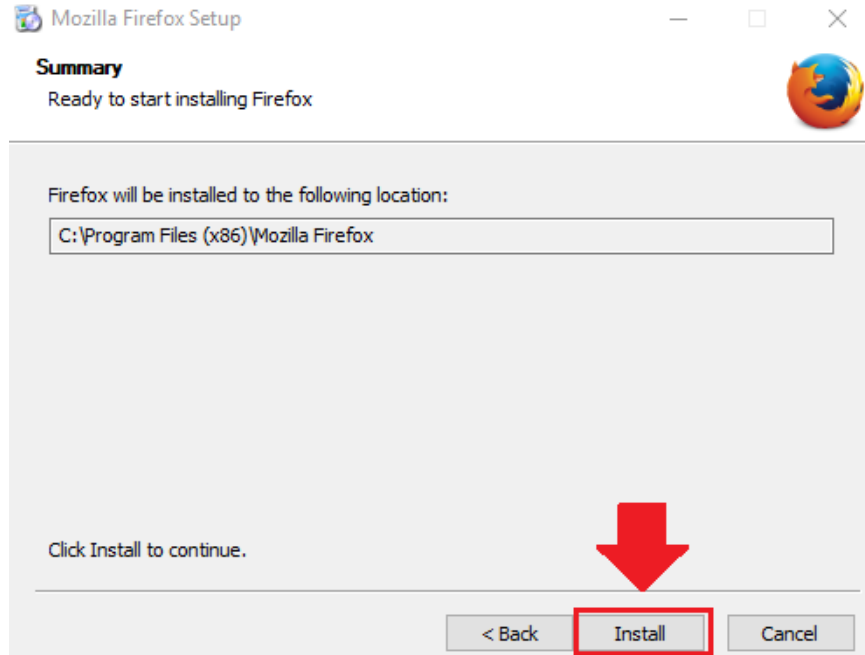 Mozilla Firefox Setup
Summary
Ready to start installing Firefox
Firefox will be installed to the following location:
C:\Program Files (x86)\Mozilla Firefox
Click Install to continue.
< Back Install Cancel